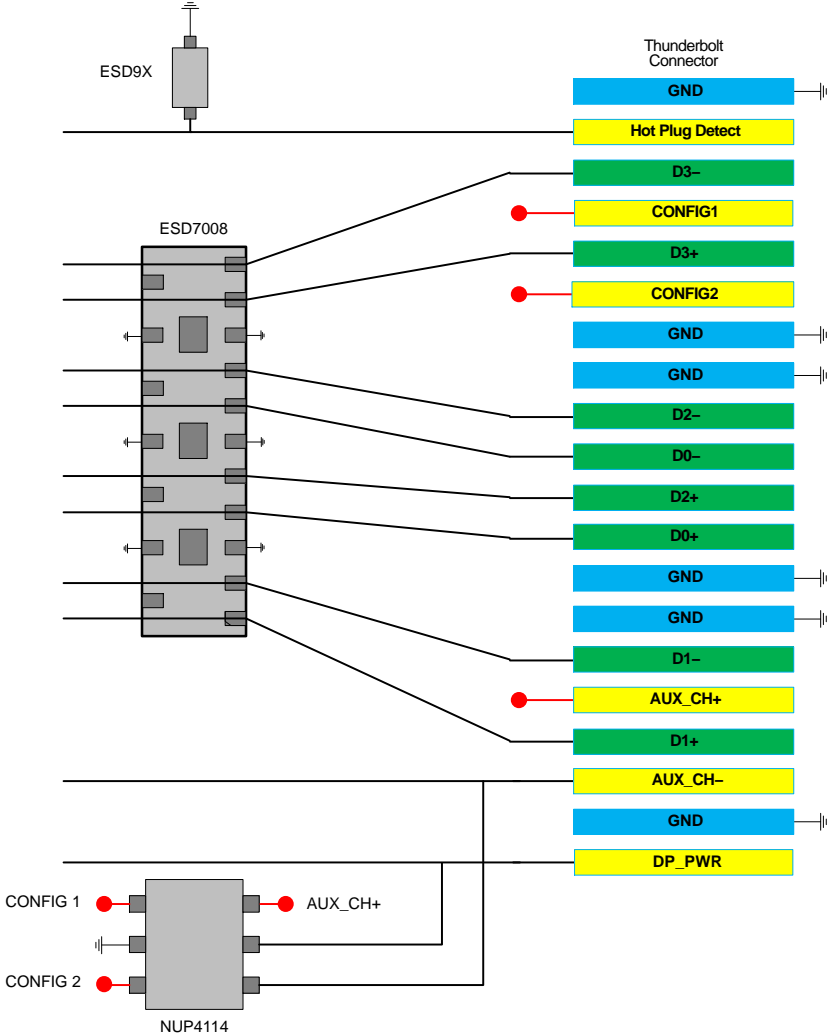 ESD9X
Thunderbolt
Connector
GND
Hot Plug Detect
D3–
CONFIG1
ESD7008
D3+
CONFIG2
GND
GND
D2–
D0–
D2+
D0+
GND
GND
D1–
AUX_CH+
D1+
AUX_CH–
GND
DP_PWR
CONFIG 1
AUX_CH+
CONFIG 2
NUP4114